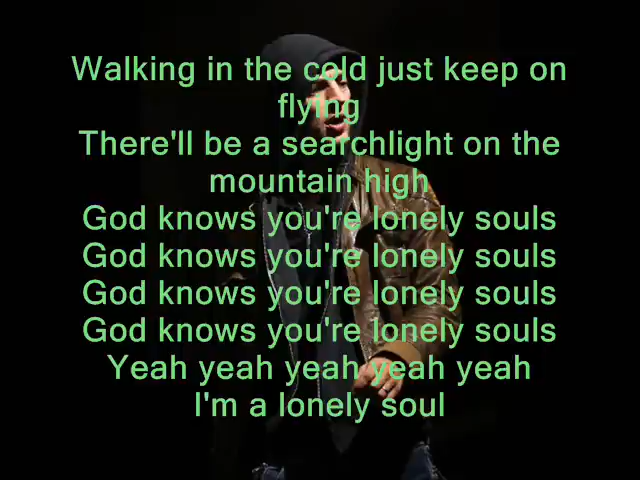 Walking in the cold just keep on
flying
There'll be a searchlight on the
mountain high
God knows you're lonely souls
God knows you're lonely souls
God knows you're lonely souls
God knows you're lonely souls
Yeah yeah yeah yeah yeah
I'm a lonely soul